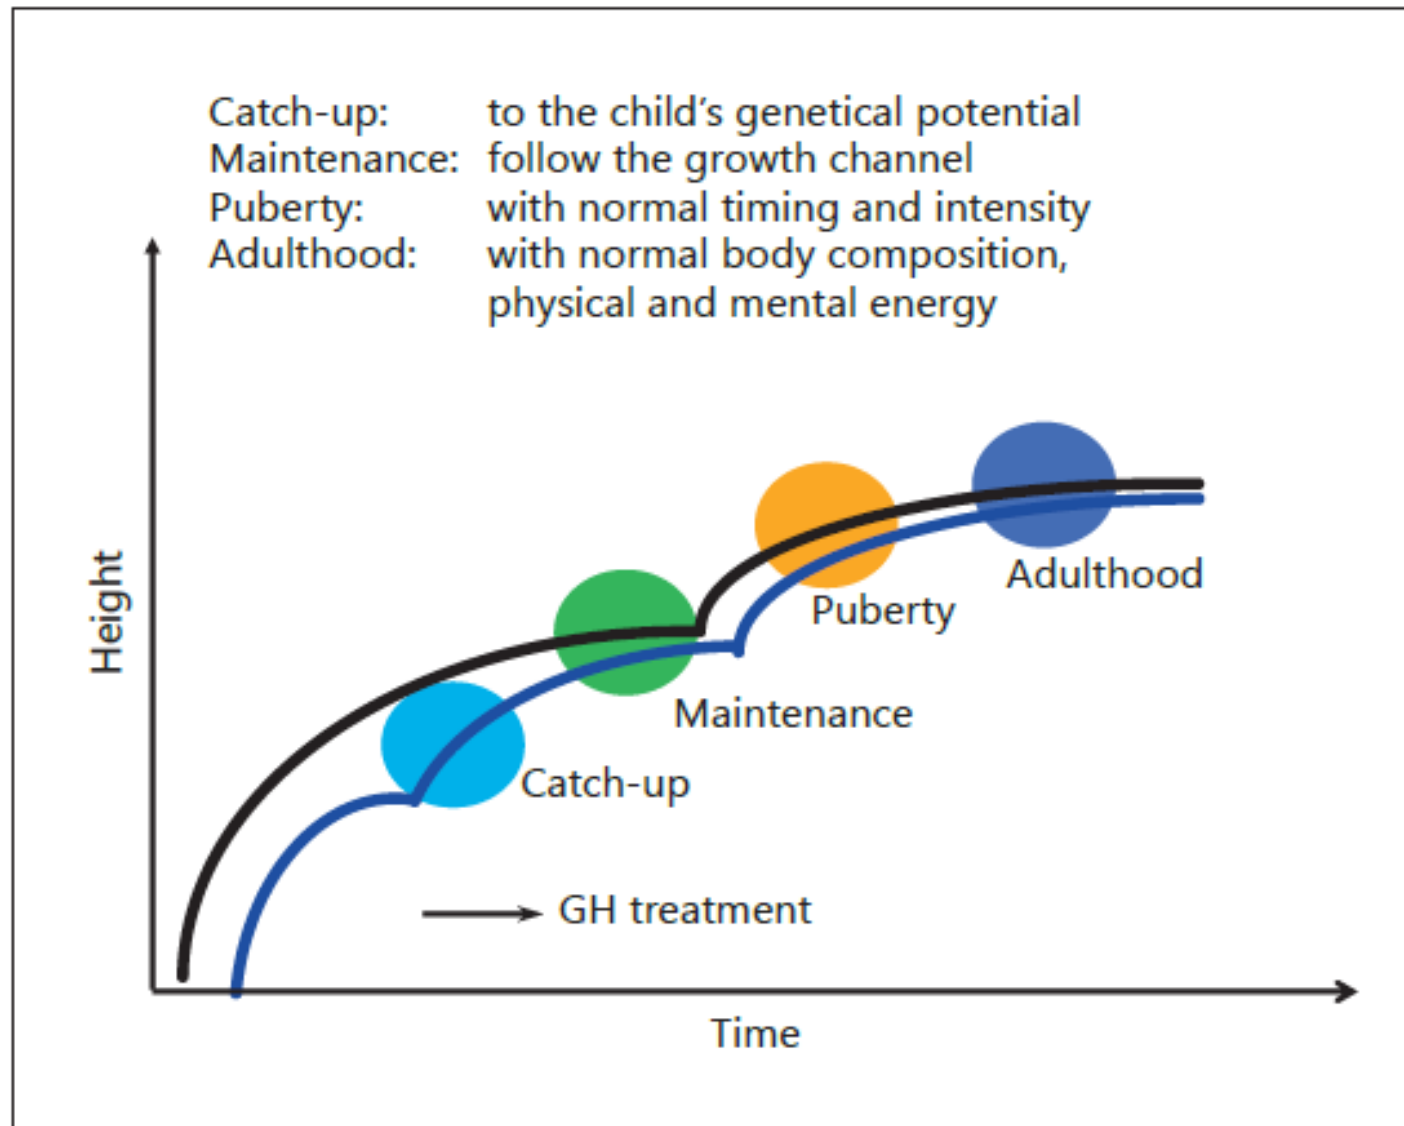 Catch-up: to the child's genetical potential
Maintenance: follow the growth channel
Puberty: with normal timing and intensity
Adulthood: with normal body composition,
physical and mental energy
Height
Adulthood
Puberty
Maintenance
Catch-up
GH treatment
Time